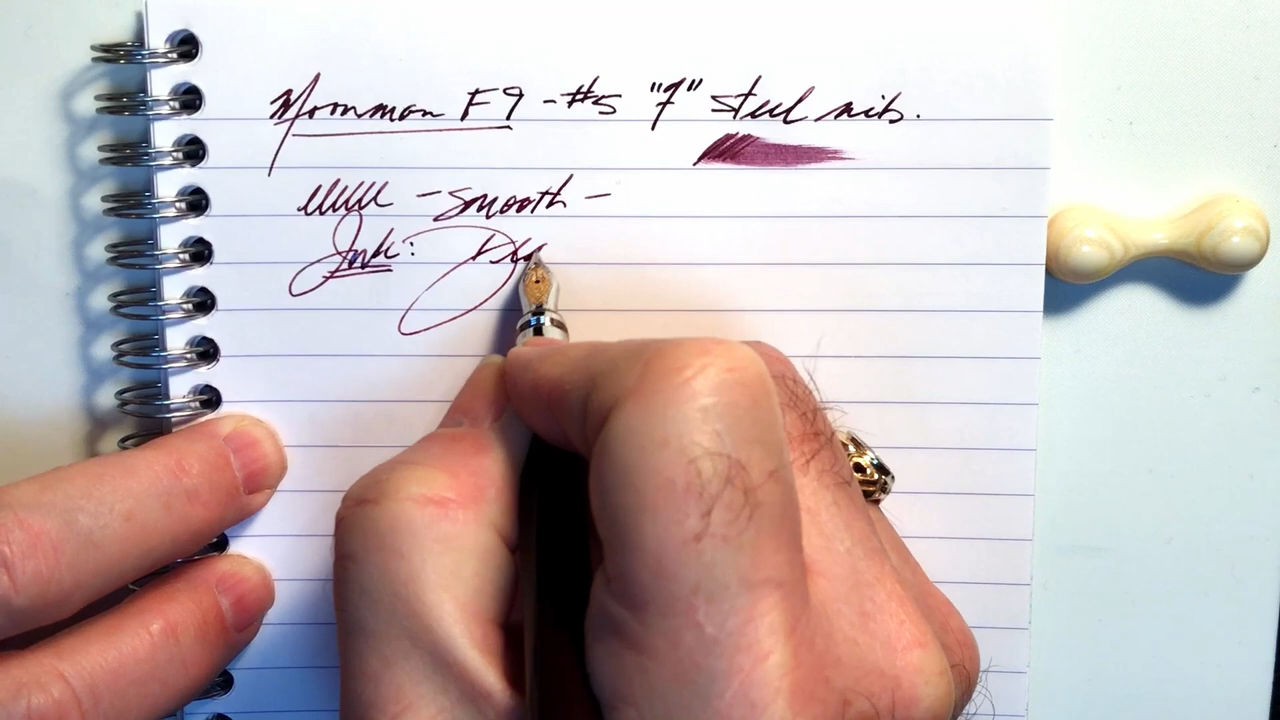 Moonman F9 - #5 "F" steel nib.
- Smooth -
Ink: